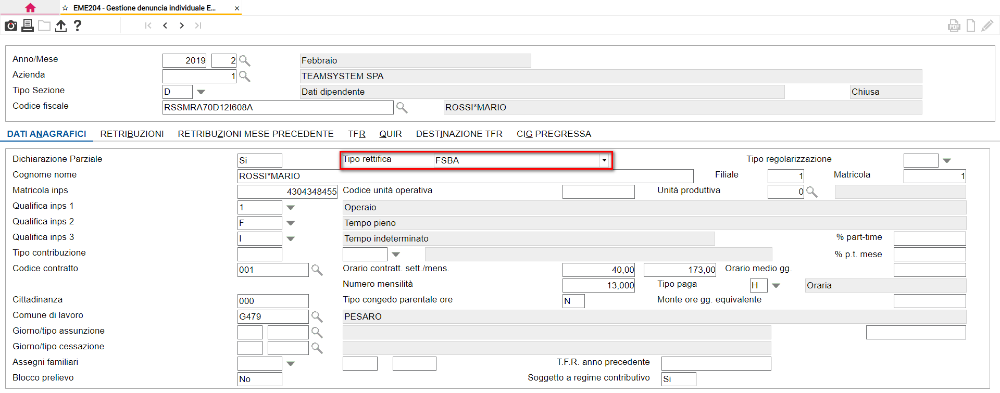 EME204 - Gestione denuncia individuale E...
PDF
Anno/Mese 2019 2 Febbraio
Azienda 1 TEAMSYSTEM SPA
Tipo Sezione D Dati dipendente Chiusa
Codice fiscale RSSMRA70D12I608A ROSSI*MARIO
DATI ANAGRAFICI RETRIBUZIONI RETRIBUZIONI MESE PRECEDENTE TFR QUIR DESTINAZIONE TFR CIG PREGRESSA
Dichiarazione Parziale Si Tipo rettifica FSBA Tipo regolarizzazione
Cognome nome ROSSI*MARIO Filiale 1 Matricola 1
Matricola inps 4304348455 Codice unità operativa Unità produttiva 0
Qualifica inps 1 1 Operaio
Qualifica inps 2 F Tempo pieno
Qualifica inps 3 I Tempo indeterminato % part-time
Tipo contribuzione % p.t. mese
Codice contratto 001 Orario contratt. sett./mens. 40,00 173,00 Orario medio gg.
Numero mensilità 13,000 Tipo paga H Oraria
Cittadinanza 000 Tipo congedo parentale ore N Monte ore gg. equivalente
Comune di lavoro G479 PESARO
Giorno/tipo assunzione
Giorno/tipo cessazione
Assegni familiari T.F.R. anno precedente
Blocco prelievo No Soggetto a regime contributivo Si